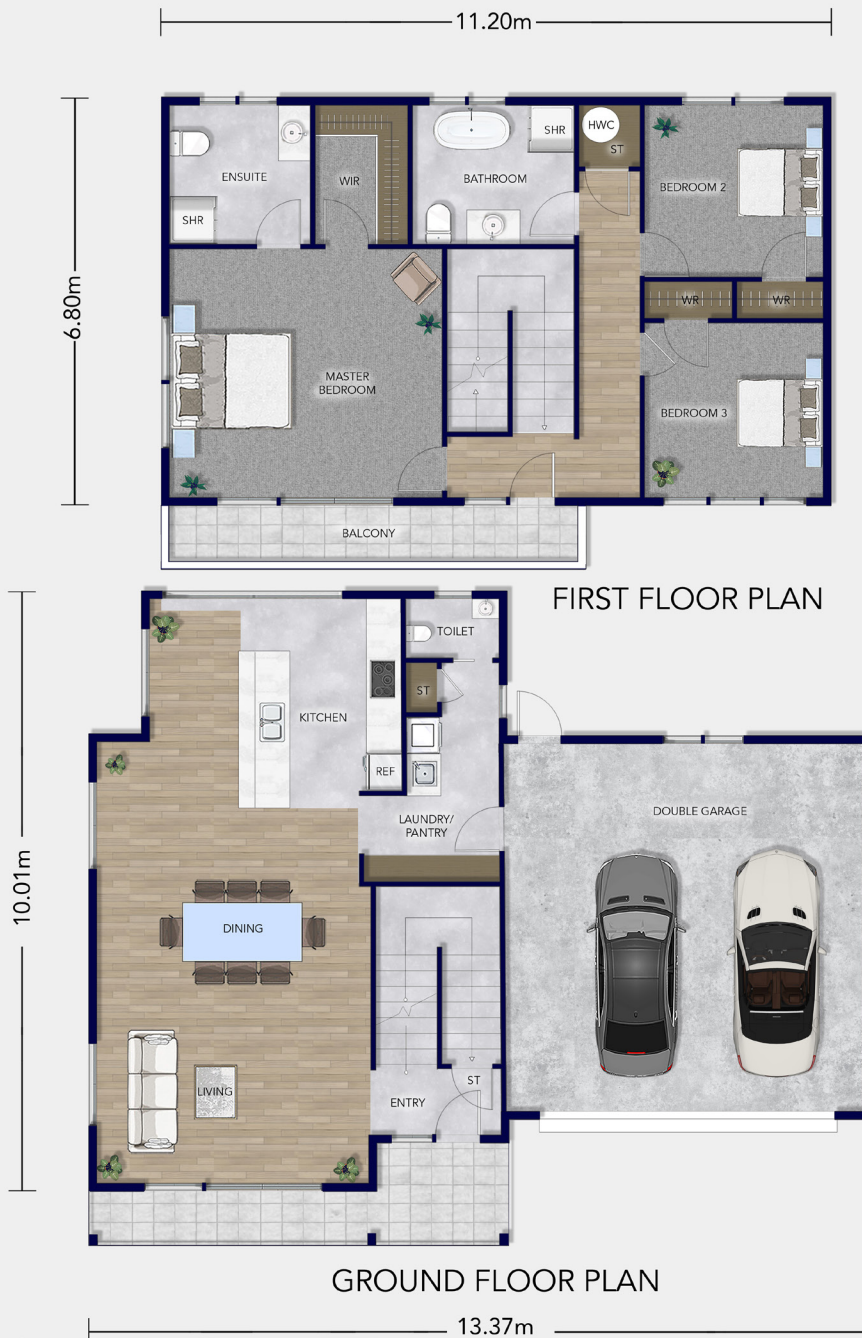 11.20m
6.80m
HWC
ST
SHR
ENSUITE
WIR
BATHROOM
BEDROOM 2
SHR
WR
WR
MASTER
BEDROOM
BEDROOM 3
BALCONY
FIRST FLOOR PLAN
TOILET
ST
KITCHEN
REF
LAUNDRY/
PANTRY
DOUBLE GARAGE
10.01m
DINING
LIVING
ST
ENTRY
GROUND FLOOR PLAN
13.37m